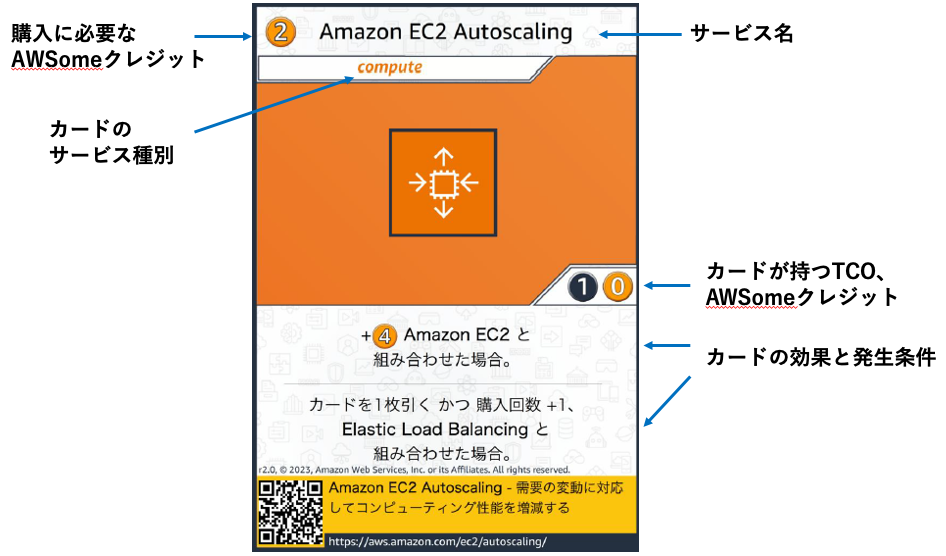 購入に必要な
AWSomeクレジット
2 Amazon EC2 Autoscaling
サービス名
compute
カードの
サービス種別
カードが持つTCO、
AWSomeクレジット
1 0
+4 Amazon EC2 と
組み合わせた場合。
カードの効果と発生条件
カードを1枚引く かつ 購入回数 +1、
Elastic Load Balancing と
組み合わせた場合。
r2.0, © 2023, Amazon Web Services, Inc. or its Affiliates. All rights reserved.
Amazon EC2 Autoscaling - 需要の変動に対応
してコンピューティング性能を増減する
https://aws.amazon.com/ec2/autoscaling/